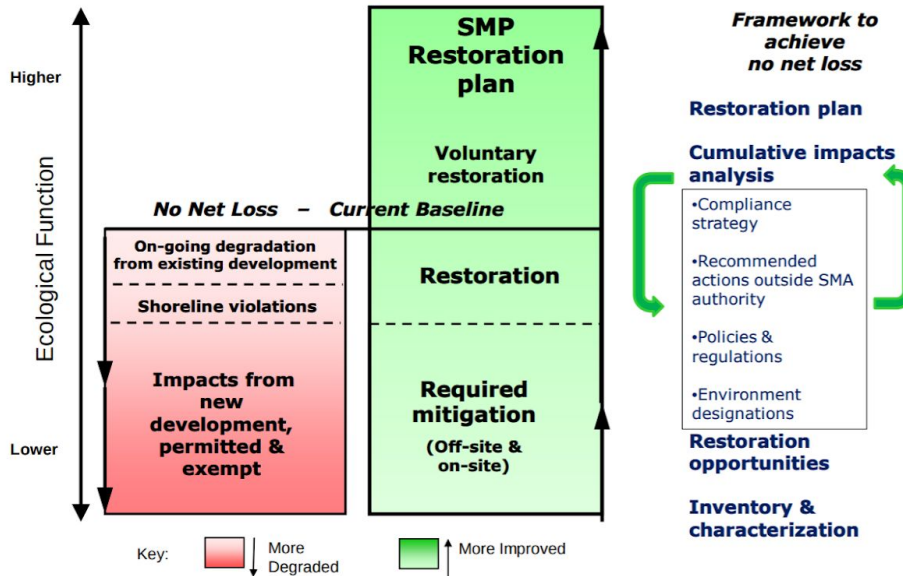 Higher
Ecological Function
Lower
SMP
Restoration
plan
Voluntary
restoration
No Net Loss – Current Baseline
On-going degradation
from existing development
Shoreline violations
Impacts from
new
development,
permitted &
exempt
Restoration
Required
mitigation
(Off-site &
on-site)
Framework to
achieve
no net loss
Restoration plan
Cumulative impacts
analysis
•Compliance
strategy
•Recommended
actions outside SMA
authority
•Policies &
regulations
•Environment
designations
Restoration
opportunities
Inventory &
characterization
Key:
More
Degraded
More Improved